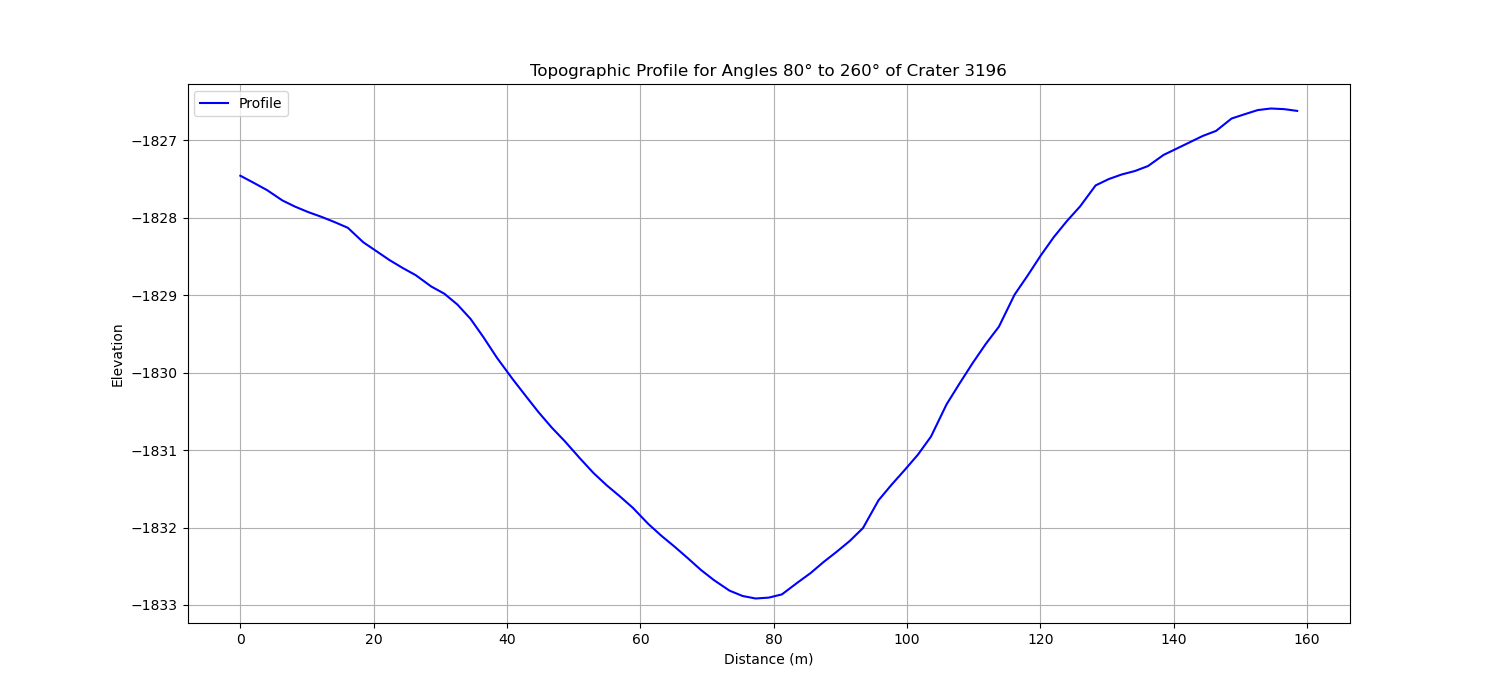 Topographic Profile for Angles 80° to 260° of Crater 3196
Profile
−1827
−1828
−1829
−1830
−1831
−1832
−1833
Elevation
0 20 40 60 80 100 120 140 160
Distance (m)